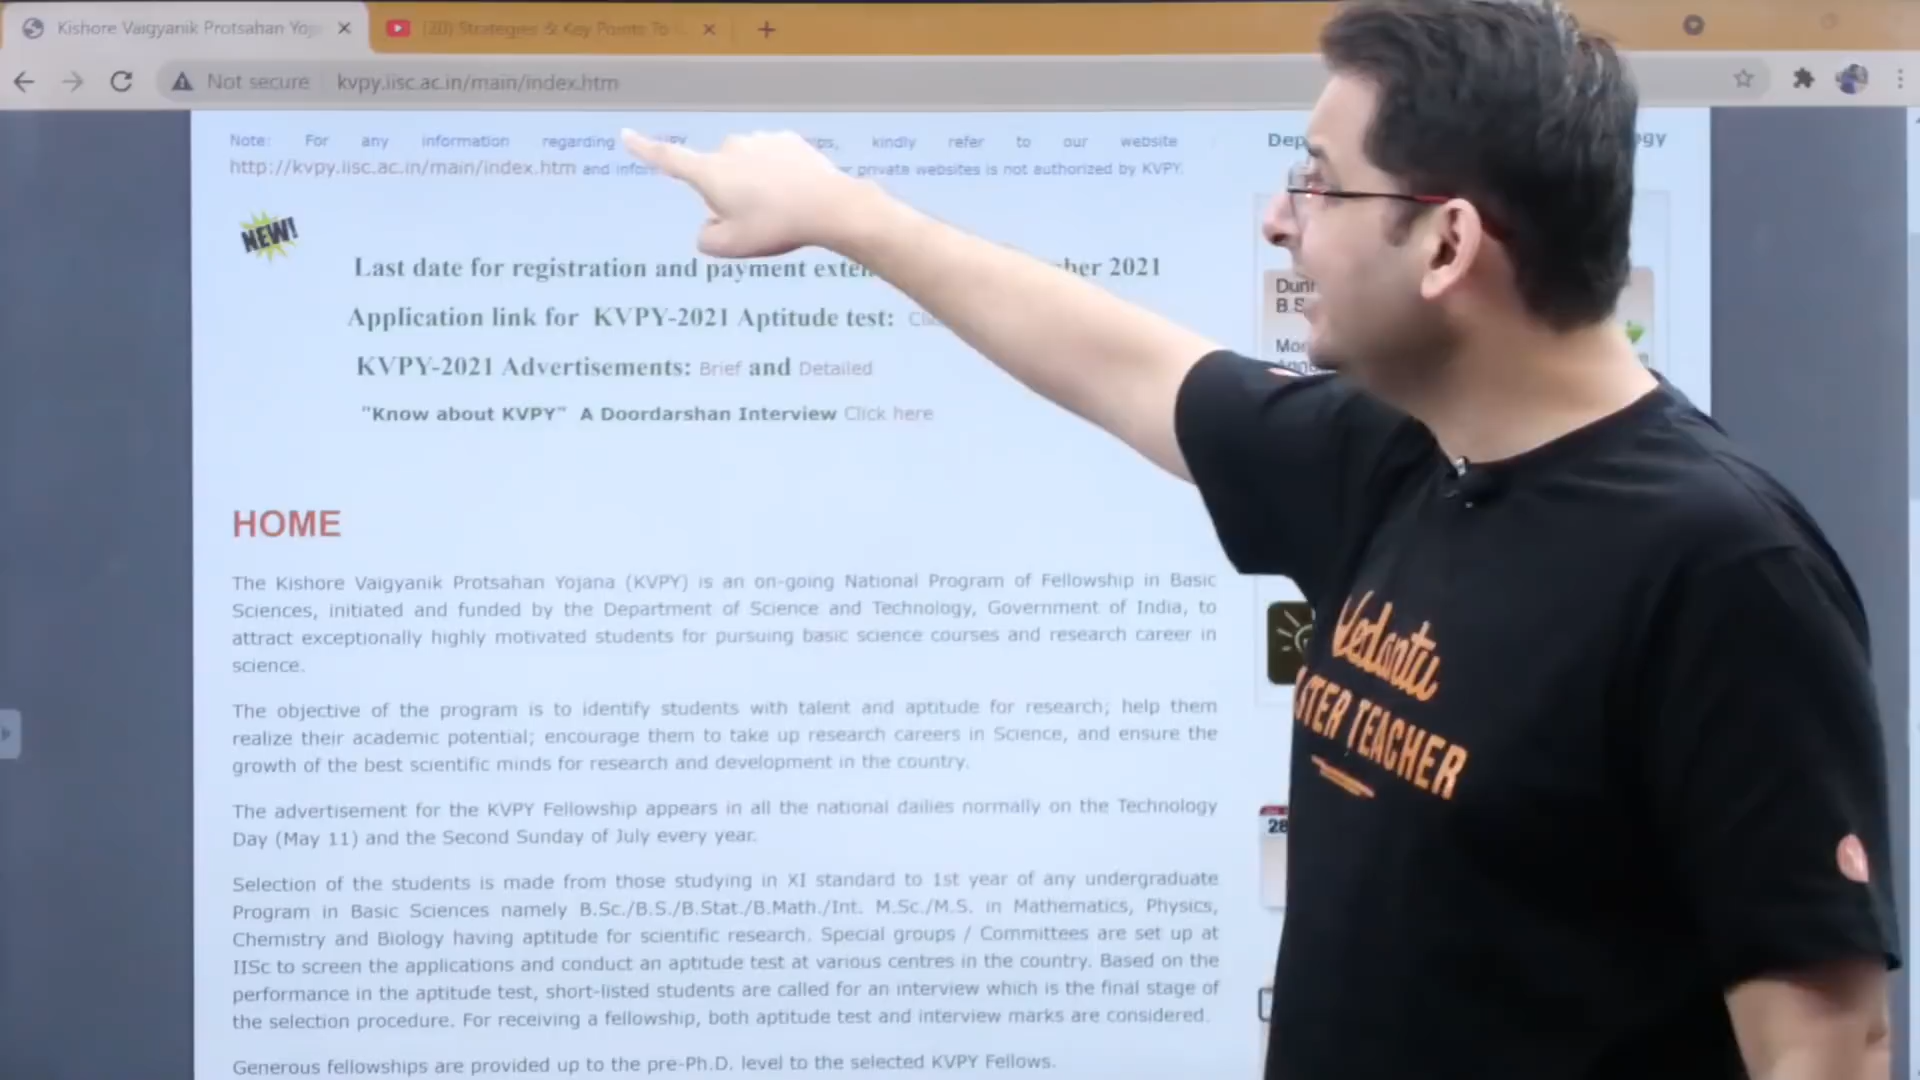 Kishore Vaigyanik Protsahan Yoj
(20) Strategies & Key Points To
Not secure kvpy.iisc.ac.in/main/index.htm
Note: For any information regarding kindly refer to our website
http://kvpy.iisc.ac.in/main/index.htm and private websites is not authorized by KVPY.
NEW!
Last date for registration and payment 2021
Application link for KVPY-2021 Aptitude test:
KVPY-2021 Advertisements: Brief and Detailed
"Know about KVPY" A Doordarshan Interview Click here
HOME
The Kishore Vaigyanik Protsahan Yojana (KVPY) is an on-going National Program of Fellowship in Basic
Sciences, initiated and funded by the Department of Science and Technology, Government of India, to
attract exceptionally highly motivated students for pursuing basic science courses and research career in
science.
The objective of the program is to identify students with talent and aptitude for research; help them
realize their academic potential; encourage them to take up research careers in Science, and ensure the
growth of the best scientific minds for research and development in the country.
The advertisement for the KVPY Fellowship appears in all the national dailies normally on the Technology
Day (May 11) and the Second Sunday of July every year.
Selection of the students is made from those studying in XI standard to 1st year of any undergraduate
Program in Basic Sciences namely B.Sc./B.S./B.Stat./B.Math./Int. M.Sc./M.S. in Mathematics, Physics,
Chemistry and Biology having aptitude for scientific research. Special groups / Committees are set up at
IISc to screen the applications and conduct an aptitude test at various centres in the country. Based on the
performance in the aptitude test, short-listed students are called for an interview which is the final stage of
the selection procedure. For receiving a fellowship, both aptitude test and interview marks are considered.
Generous fellowships are provided up to the pre-Ph.D. level to the selected KVPY Fellows.
28
Vedantu
TEACHER